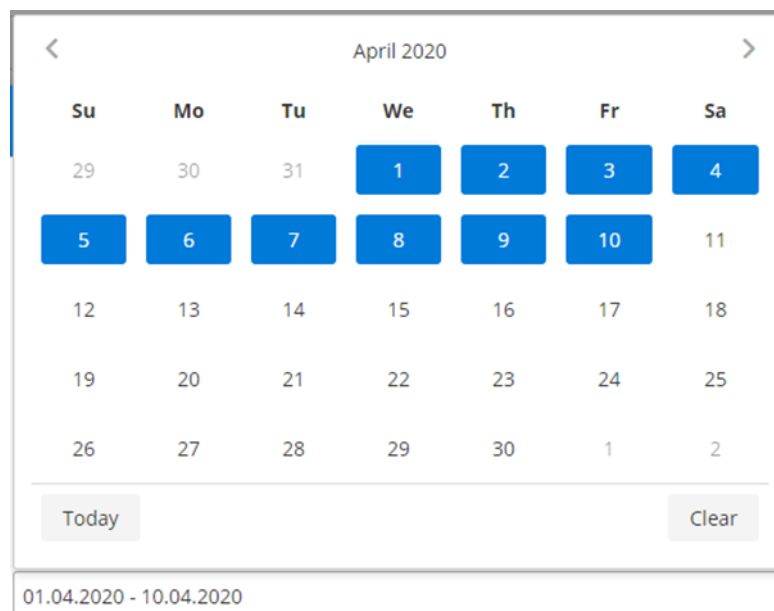 April 2020
Su Mo Tu We Th Fr Sa
29 30 31 1 2 3 4
5 6 7 8 9 10 11
12 13 14 15 16 17 18
19 20 21 22 23 24 25
26 27 28 29 30 1 2
Today Clear
01.04.2020 - 10.04.2020